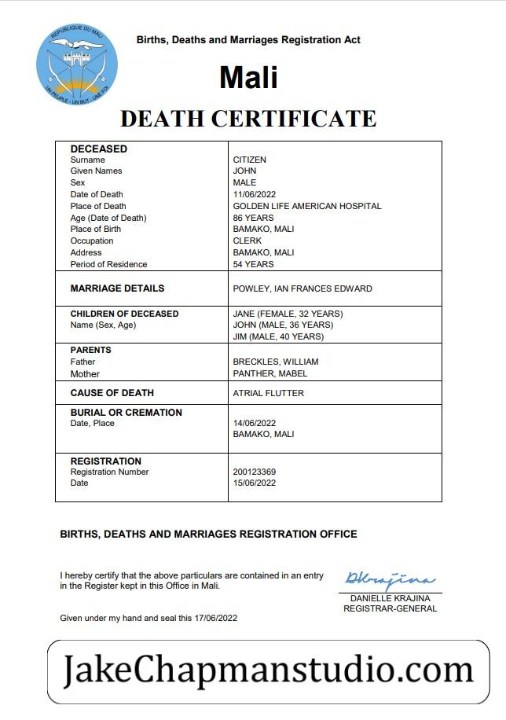 REPUBLIQUE DU MALI
UN PEUPLE - UN BUT - UNE FOI
Births, Deaths and Marriages Registration Act
Mali
DEATH CERTIFICATE
DECEASED
Surname CITIZEN
Given Names JOHN
Sex MALE
Date of Death 11/06/2022
Place of Death GOLDEN LIFE AMERICAN HOSPITAL
Age (Date of Death) 86 YEARS
Place of Birth BAMAKO, MALI
Occupation CLERK
Address BAMAKO, MALI
Period of Residence 54 YEARS
MARRIAGE DETAILS POWLEY, IAN FRANCES EDWARD
CHILDREN OF DECEASED JANE (FEMALE, 32 YEARS)
Name (Sex, Age) JOHN (MALE, 36 YEARS)
JIM (MALE, 40 YEARS)
PARENTS
Father BRECKLES, WILLIAM
Mother PANTHER, MABEL
CAUSE OF DEATH ATRIAL FLUTTER
BURIAL OR CREMATION
Date, Place 14/06/2022
BAMAKO, MALI
REGISTRATION
Registration Number 200123369
Date 15/06/2022
BIRTHS, DEATHS AND MARRIAGES REGISTRATION OFFICE
I hereby certify that the above particulars are contained in an entry
in the Register kept in this Office in Mali.
DKrajina
DANIELLE KRAJINA
REGISTRAR-GENERAL
Given under my hand and seal this 17/06/2022
JakeChapmanstudio.com